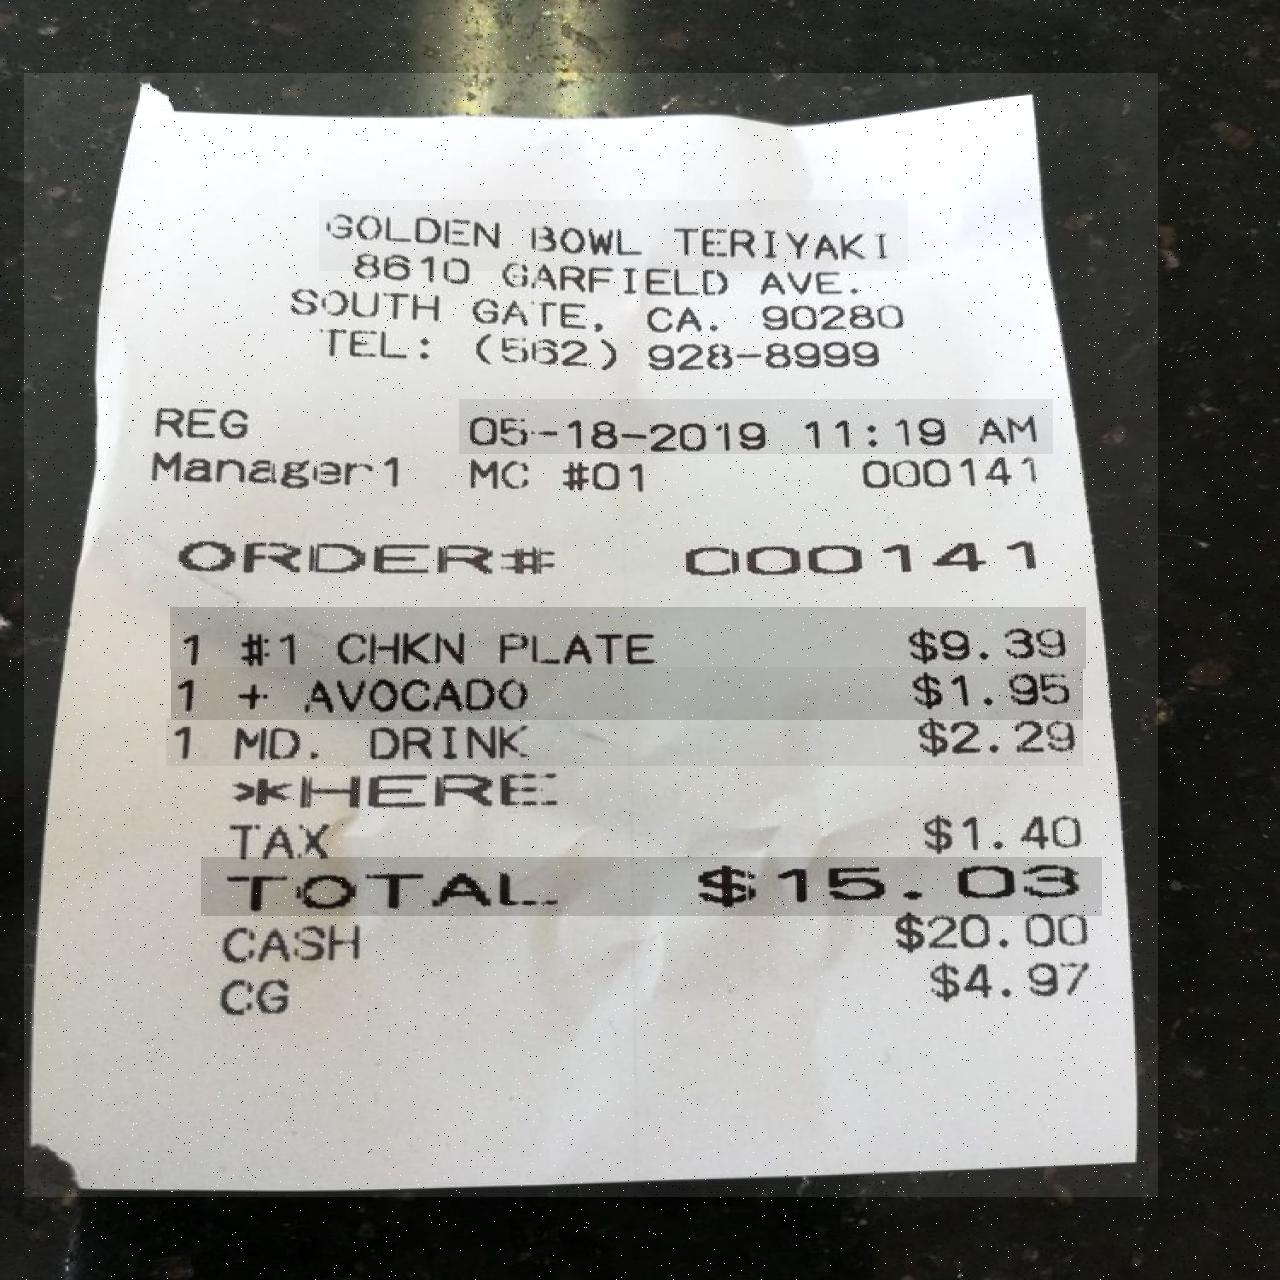 GOLDEN BOWL TERIYAKI
8610 GARFIELD AVE.
SOUTH GATE, CA. 90280
TEL: (562) 928-8999
REG 05-18-2019 11:19 AM
Manager1 MC #01 000141
ORDER# 000141
1 #1 CHKN PLATE $9.39
1 + AVOCADO $1.95
1 MD. DRINK $2.29
*HERE
TAX $1.40
TOTAL $15.03
CASH $20.00
CG $4.97